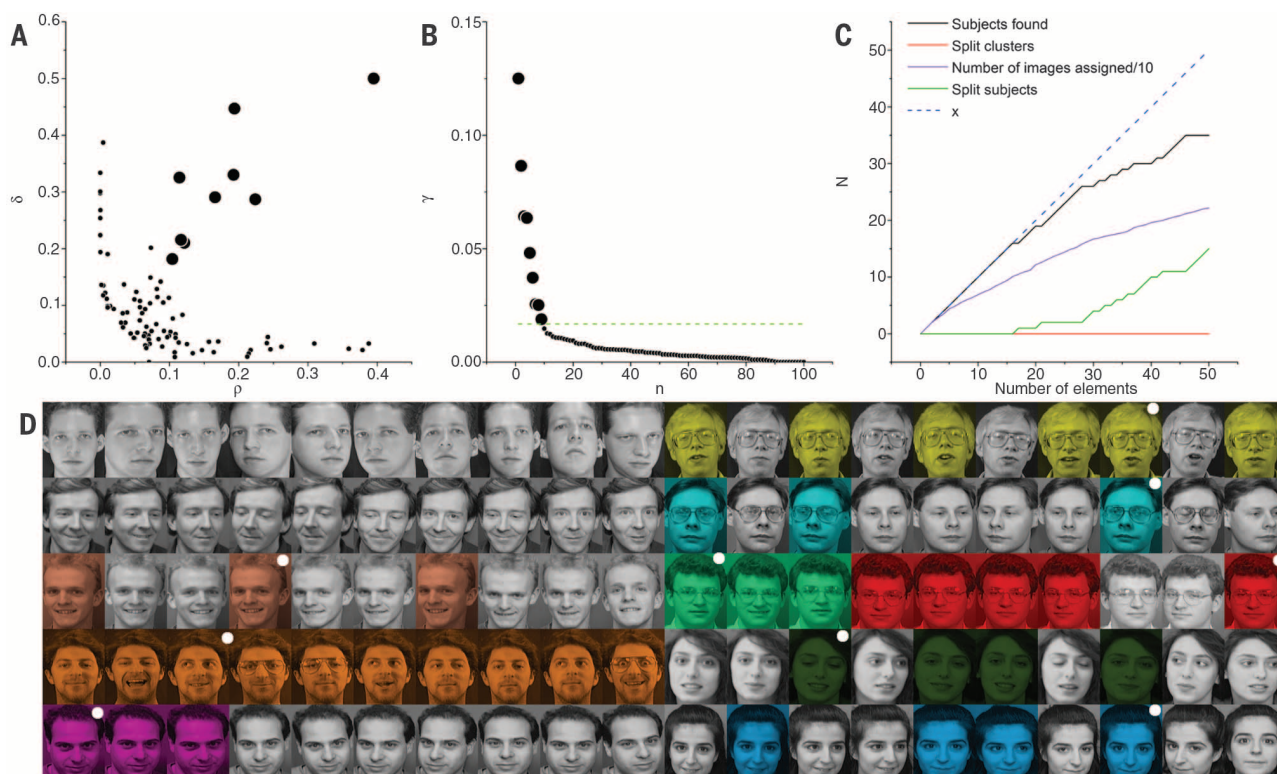 A
δ
0.6
0.5
0.4
0.3
0.2
0.1
0.0
0.0 0.1 0.2 0.3 0.4
ρ
B
γ
0.15
0.10
0.05
0.00
0 20 40 60 80 100
n
C
N
50
40
30
20
10
0
0 10 20 30 40 50
Number of elements
Subjects found
Split clusters
Number of images assigned/10
Split subjects
x
D